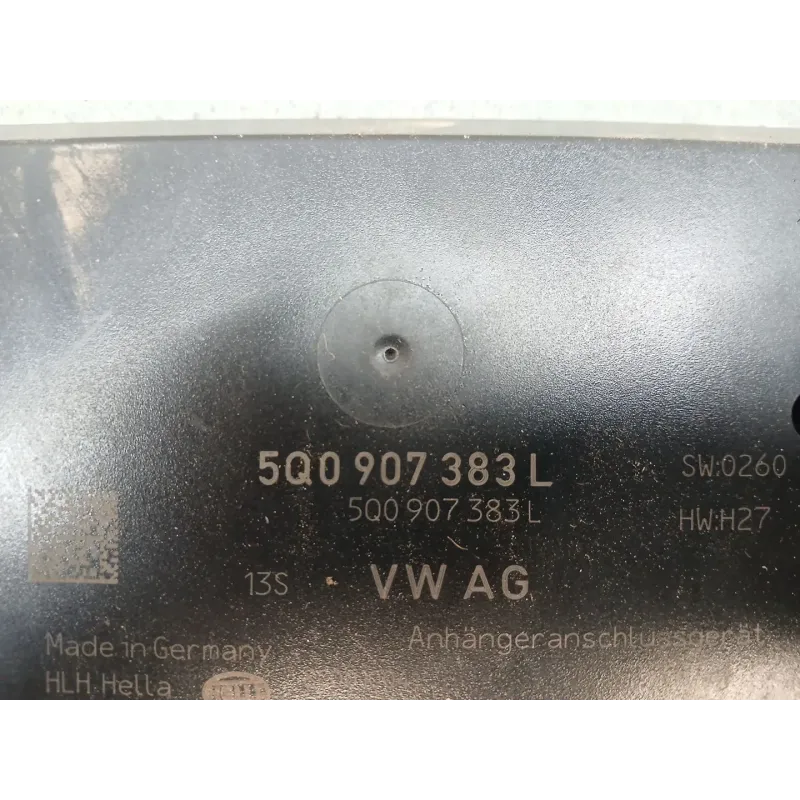 5Q0 907 383 L
SW:0260
5Q0 907 383 L
HW:H27
13S VW AG
Made in Germany
Anhängeranschlussgerät
HLH Hella